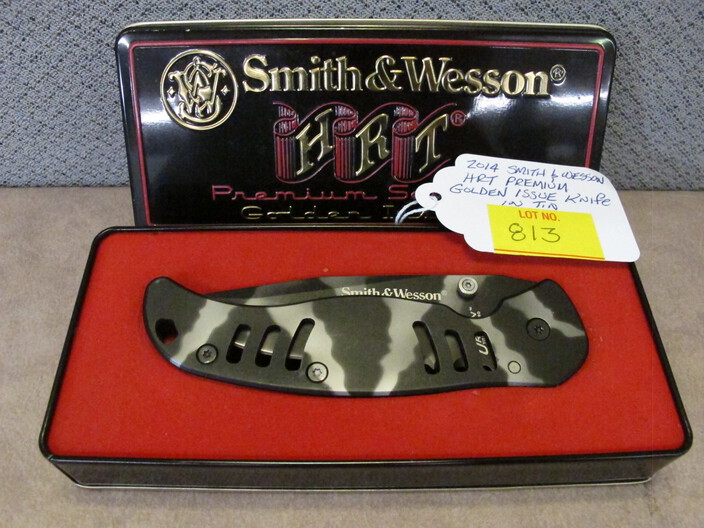 Smith & Wesson®
HRT®
Premium
Golden
2014 SMITH & WESSON
HRT PREMIUM
GOLDEN ISSUE KNIFE
IN TIN
LOT NO.
813
Smith & Wesson